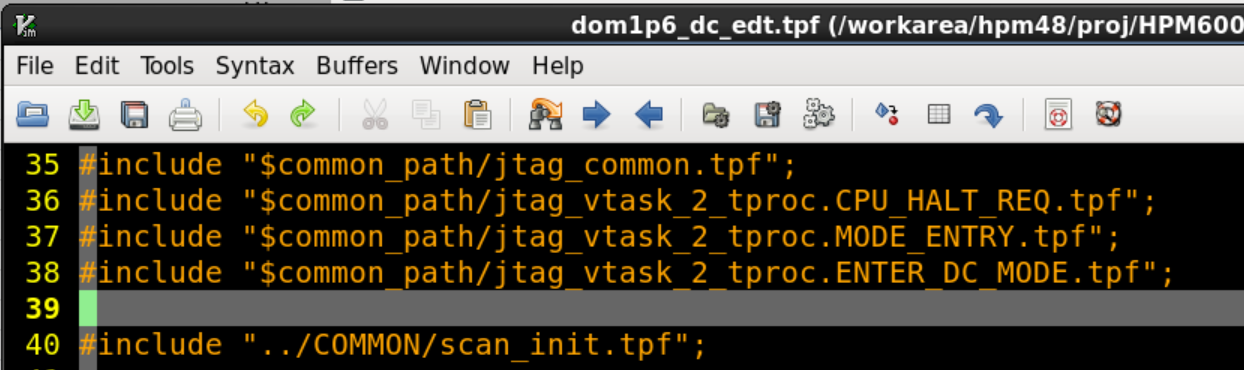 dom1p6_dc_edt.tpf (/workarea/hpm48/proj/HPM600
File Edit Tools Syntax Buffers Window Help
35 #include "$common_path/jtag_common.tpf";
36 #include "$common_path/jtag_vtask_2_tproc.CPU_HALT_REQ.tpf";
37 #include "$common_path/jtag_vtask_2_tproc.MODE_ENTRY.tpf";
38 #include "$common_path/jtag_vtask_2_tproc.ENTER_DC_MODE.tpf";
39
40 #include "../COMMON/scan_init.tpf";